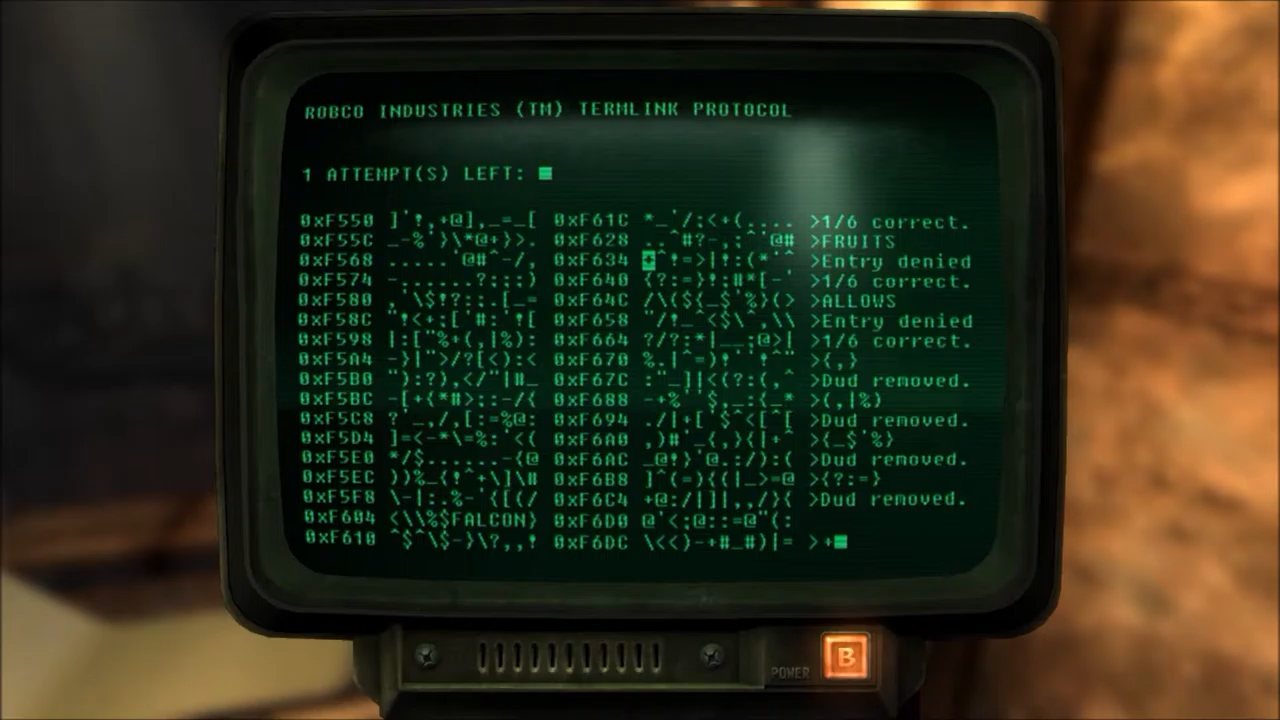 ROBCO INDUSTRIES (TM) TERMLINK PROTOCOL
1 ATTEMPT(S) LEFT:
0xF550 ]'!,+@],_=_[ 0xF61C *_'/:<+(.... >1/6 correct.
0xF55C _-%'}\*@+}>. 0xF628 ..^#?-,:^'@# >FRUITS
0xF568 .....'@#^-/. 0xF634 +^!=>|!:(*'^ >Entry denied
0xF574 -......?:;:) 0xF640 {?:=}!:#*[-' >1/6 correct.
0xF580 ,'\$!?::.[_= 0xF64C /\($(_$'%}(> >ALLOWS
0xF58C "!<+;['#:'![ 0xF658 "/!_^<$\^,\\ >Entry denied
0xF598 |:["%+(,|%): 0xF664 ?/?:*|__;@>| >1/6 correct.
0xF5A4 -}|">/?[<):< 0xF670 %.|^=)!''!^" >{,}
0xF5B0 "):?),</"|#_ 0xF67C :"_]|<(?:(,^ >Dud removed.
0xF5BC -[+{*#>::-/{ 0xF688 -+%''$,_:{_* >(,|%)
0xF5C8 ?'_,/,[:=%@: 0xF694 ./|+['$^<[^[ >Dud removed.
0xF5D4 ]=<-*\=%:'<( 0xF6A0 ,)#'_{,}{|+^ >{_$'%}
0xF5E0 */$......-{@ 0xF6AC _@!}'@.:/):( >Dud removed.
0xF5EC ))%_{!^+\]\# 0xF6B8 ]^(=){(|_>=@ >{?:=}
0xF5F8 \-|:.%-'{[(/ 0xF6C4 +@:/|]|,,/}{ >Dud removed.
0xF604 <\\%$FALCON} 0xF6D0 @'<;@::=@"(:
0xF610 ^$^\$-}\?,,! 0xF6DC \<<)-+#_#)|= >+
POWER
B